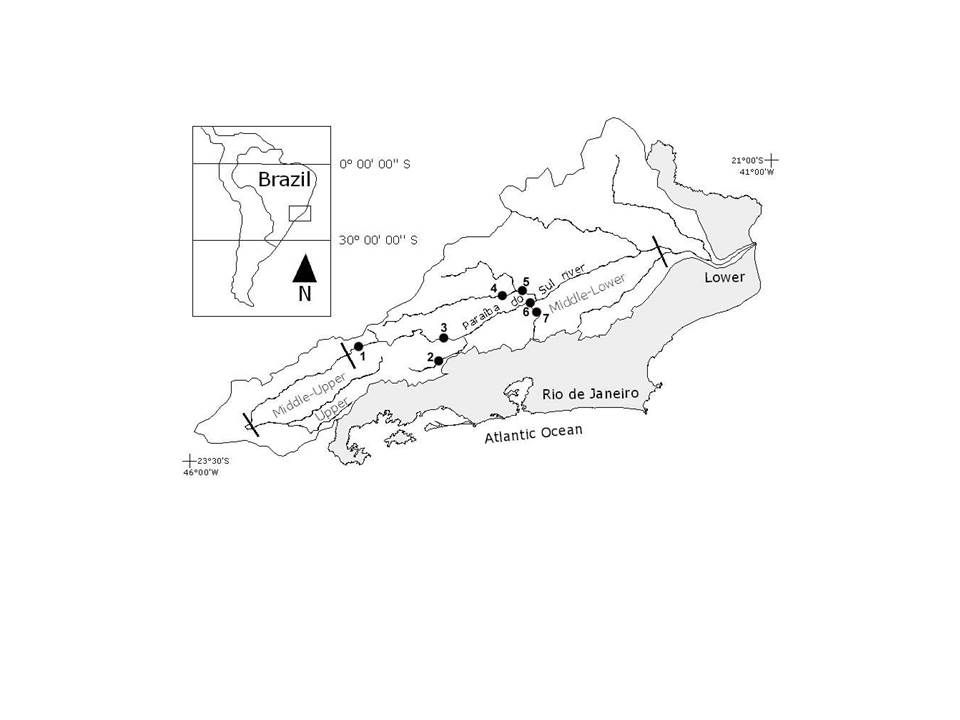 0° 00' 00'' S
Brazil
30° 00' 00'' S
N
21°00'S
41°00'W
Lower
5
4
Paraíba do Sul river
Middle-Lower
6
7
3
1
2
Middle-Upper
Upper
Rio de Janeiro
Atlantic Ocean
23°30'S
46°00'W